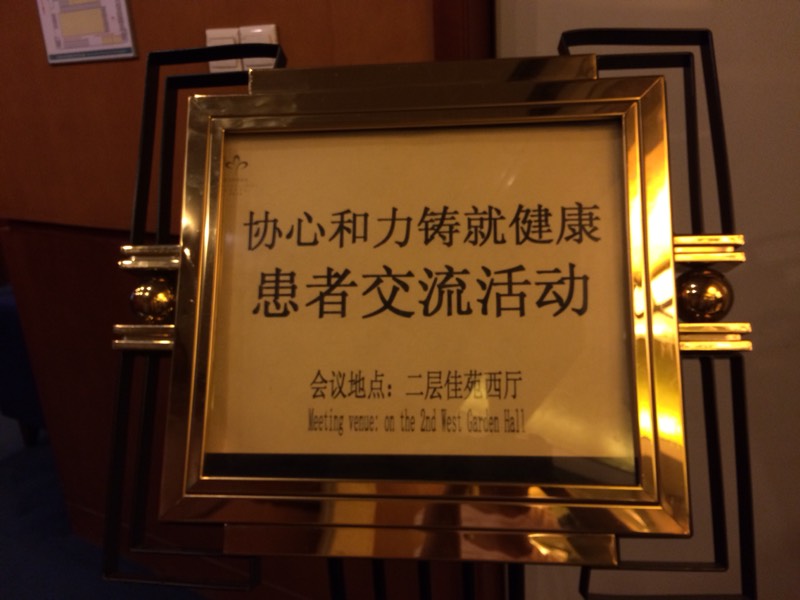 协心和力铸就健康
患者交流活动
会议地点：二层佳苑西厅
Meeting venue: on the 2nd West Garden Hall